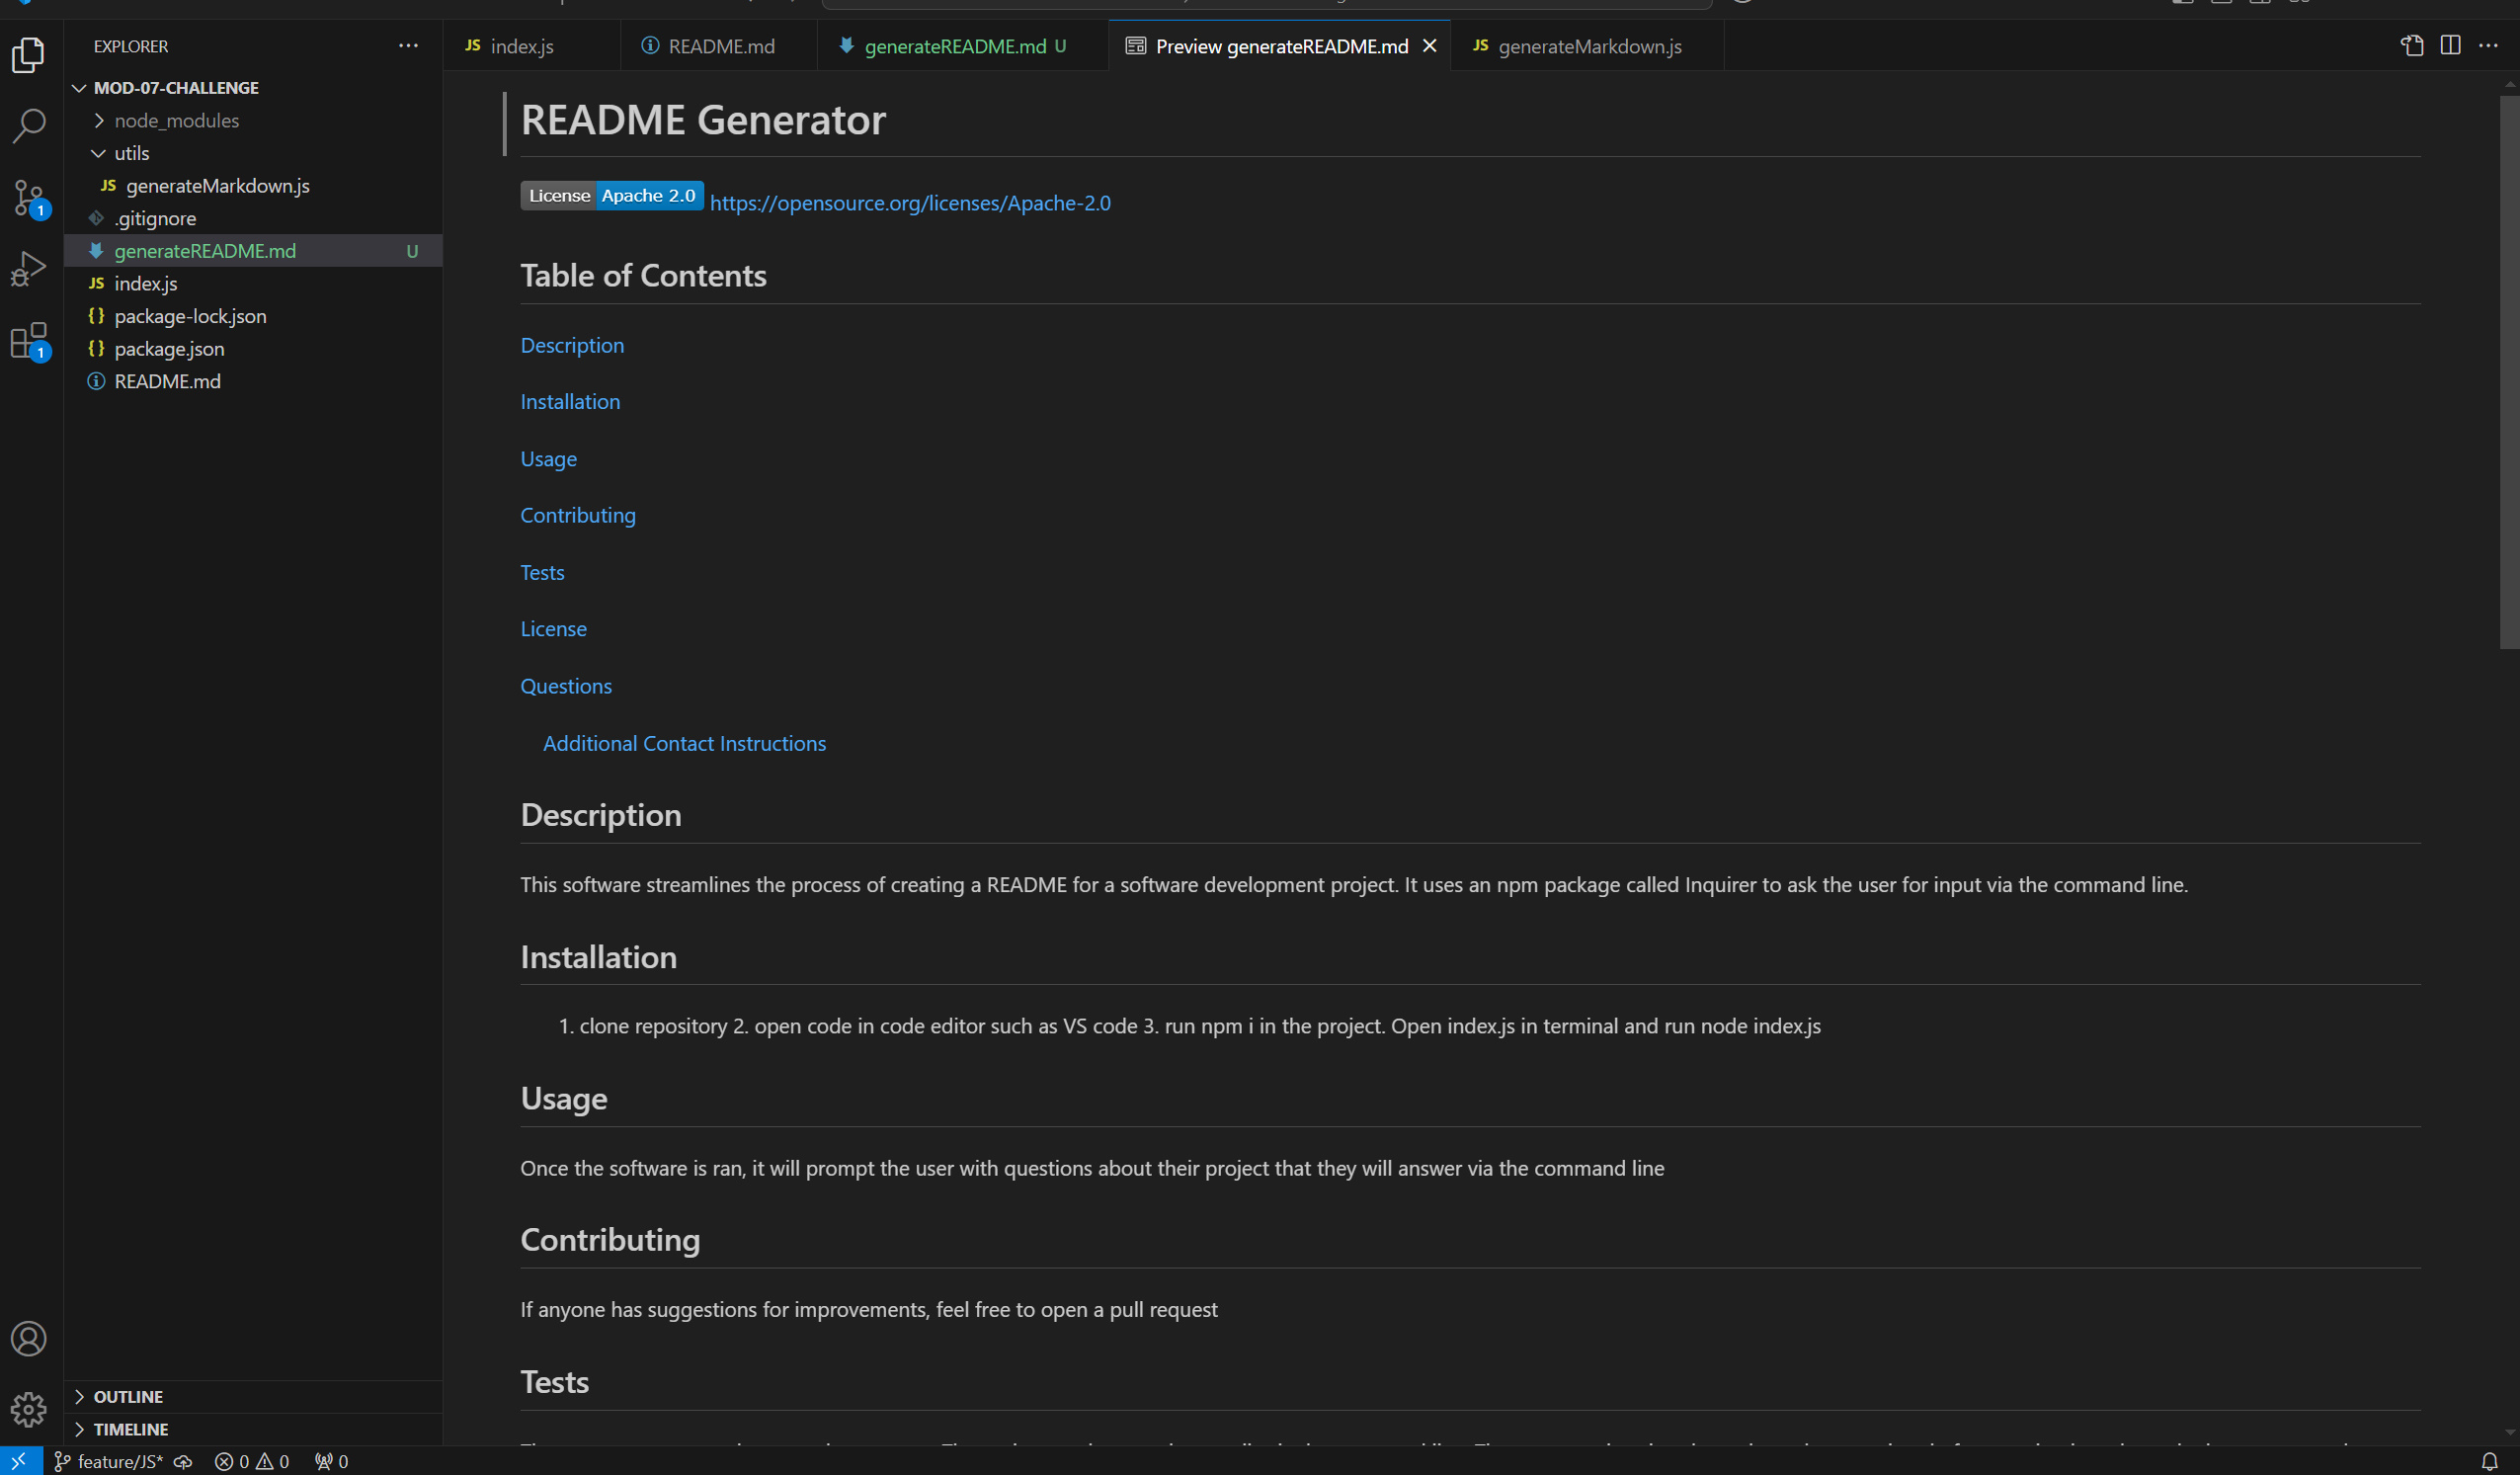 EXPLORER
MOD-07-CHALLENGE
node_modules
utils
JS generateMarkdown.js
.gitignore
generateREADME.md U
JS index.js
{} package-lock.json
{} package.json
README.md
OUTLINE
TIMELINE
JS index.js
README.md
generateREADME.md U
Preview generateREADME.md
JS generateMarkdown.js
README Generator
License Apache 2.0 https://opensource.org/licenses/Apache-2.0
Table of Contents
Description
Installation
Usage
Contributing
Tests
License
Questions
Additional Contact Instructions
Description
This software streamlines the process of creating a README for a software development project. It uses an npm package called Inquirer to ask the user for input via the command line.
Installation
1. clone repository 2. open code in code editor such as VS code 3. run npm i in the project. Open index.js in terminal and run node index.js
Usage
Once the software is ran, it will prompt the user with questions about their project that they will answer via the command line
Contributing
If anyone has suggestions for improvements, feel free to open a pull request
Tests
1
1
feature/JS* 0 0 0